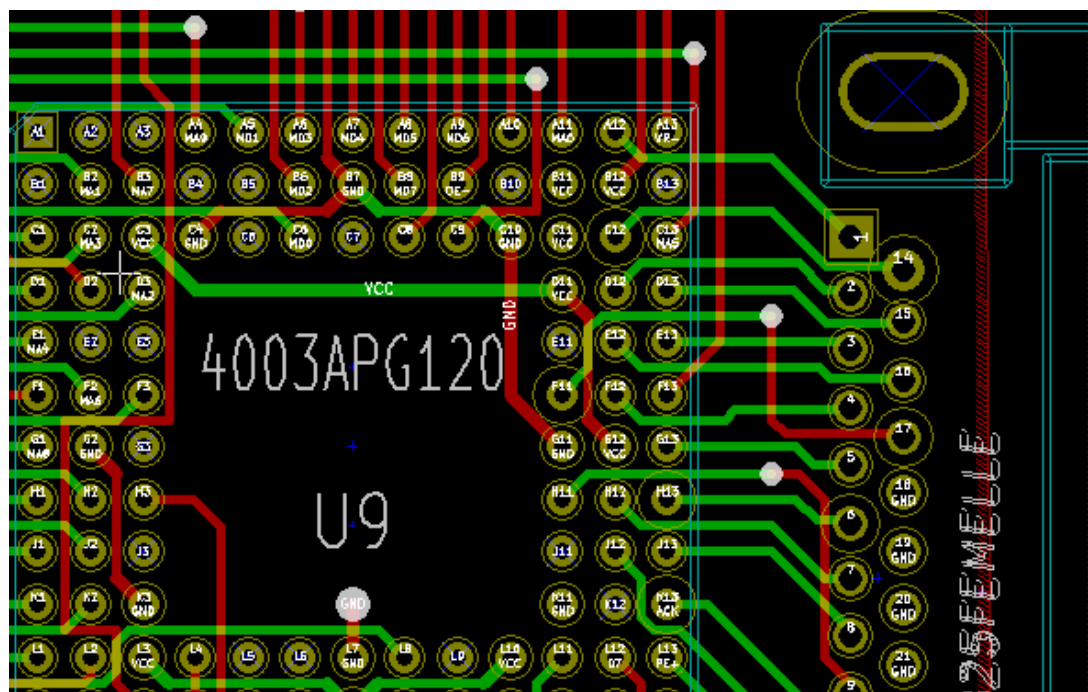 A1 A2 A3 A4 A5 A6 A7 A8 A9 A10 A11 A12 A13
MA9 MD1 MD3 MD4 MD5 MD6 MA0 WR-
B1 B2 B3 B4 B5 B6 B7 B8 B9 B10 B11 B12 B13
MA1 MA7 MD2 GND MD7 OE- VCC VCC
C1 C2 C3 C4 C6 C7 C8 C9 C10 C11 C12 C13
MA3 VCC GND MD0 GND VCC MA5
1
14
D1 D2 D3 D11 D12 D13
MA2 VCC
VCC
2
GND
15
E1 E2 E3 E11 E12 E13
MA4
3
4003APG120
16
F1 F2 F3 F11 F12 F13
MA6
4
17
G1 G2 G3 G11 G12 G13
MA8 GND GND VCC
5
18
GND
H1 H2 H3 H11 H12 H13
U9
6
19
GND
J1 J2 J3 J11 J12 J13
7
K1 K2 K3 GND K11 K12 K13
GND GND ACK
20
GND
8
L1 L2 L3 L4 L5 L6 L7 L8 L9 L10 L11 L12 L13
VCC GND VCC D7 PE+
21
GND
9
25FEMELLE